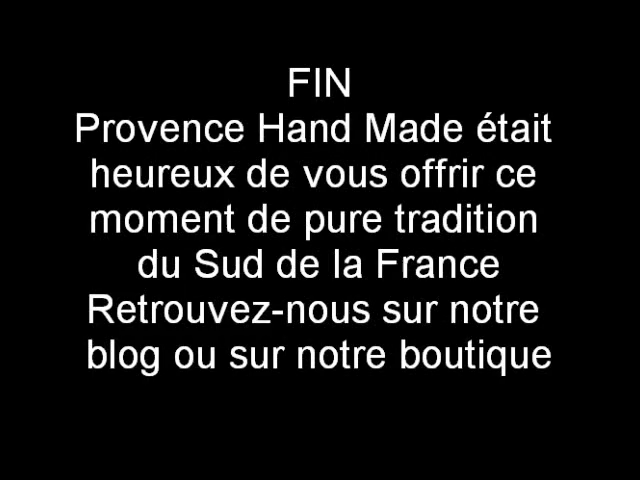 FIN
Provence Hand Made était
heureux de vous offrir ce
moment de pure tradition
du Sud de la France
Retrouvez-nous sur notre
blog ou sur notre boutique